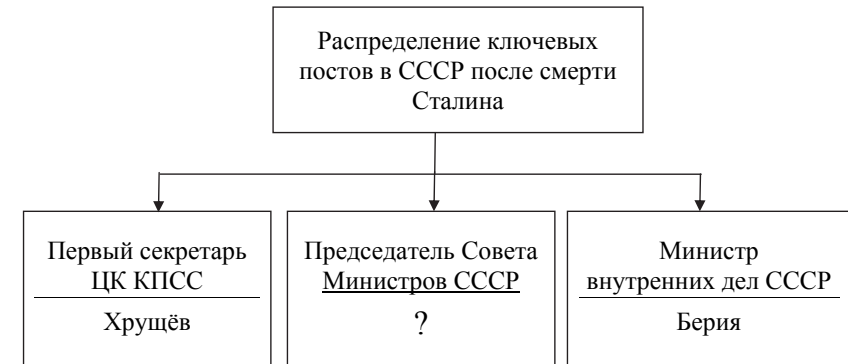 Распределение ключевых
постов в СССР после смерти
Сталина
Первый секретарь
ЦК КПСС
Хрущёв
Председатель Совета
Министров СССР
?
Министр
внутренних дел СССР
Берия